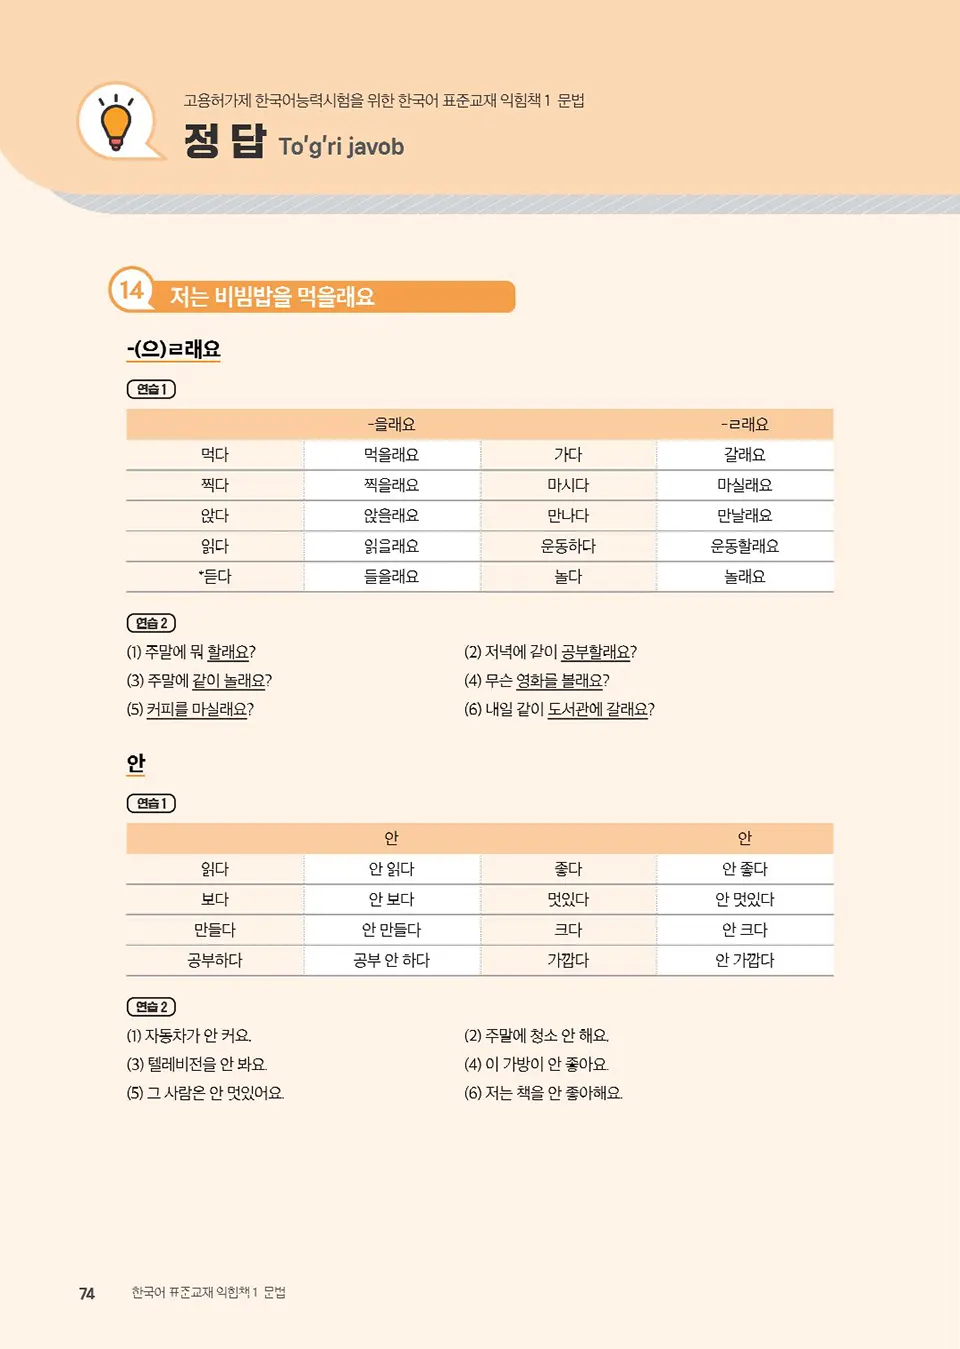 고용허가제 한국어능력시험을 위한 한국어 표준교재 익힘책 1 문법
정답 To'g'ri javob
14 저는 비빔밥을 먹을래요
-(으)ㄹ래요
연습 1
-을래요 -ㄹ래요
먹다 먹을래요 가다 갈래요
찍다 찍을래요 마시다 마실래요
앉다 앉을래요 만나다 만날래요
읽다 읽을래요 운동하다 운동할래요
*듣다 들을래요 놀다 놀래요
연습 2
(1) 주말에 뭐 할래요? (2) 저녁에 같이 공부할래요?
(3) 주말에 같이 놀래요? (4) 무슨 영화를 볼래요?
(5) 커피를 마실래요? (6) 내일 같이 도서관에 갈래요?
안
연습 1
안 안
읽다 안 읽다 좋다 안 좋다
보다 안 보다 멋있다 안 멋있다
만들다 안 만들다 크다 안 크다
공부하다 공부 안 하다 가깝다 안 가깝다
연습 2
(1) 자동차가 안 커요. (2) 주말에 청소 안 해요.
(3) 텔레비전을 안 봐요. (4) 이 가방이 안 좋아요.
(5) 그 사람은 안 멋있어요. (6) 저는 책을 안 좋아해요.
74 한국어 표준교재 익힘책 1 문법